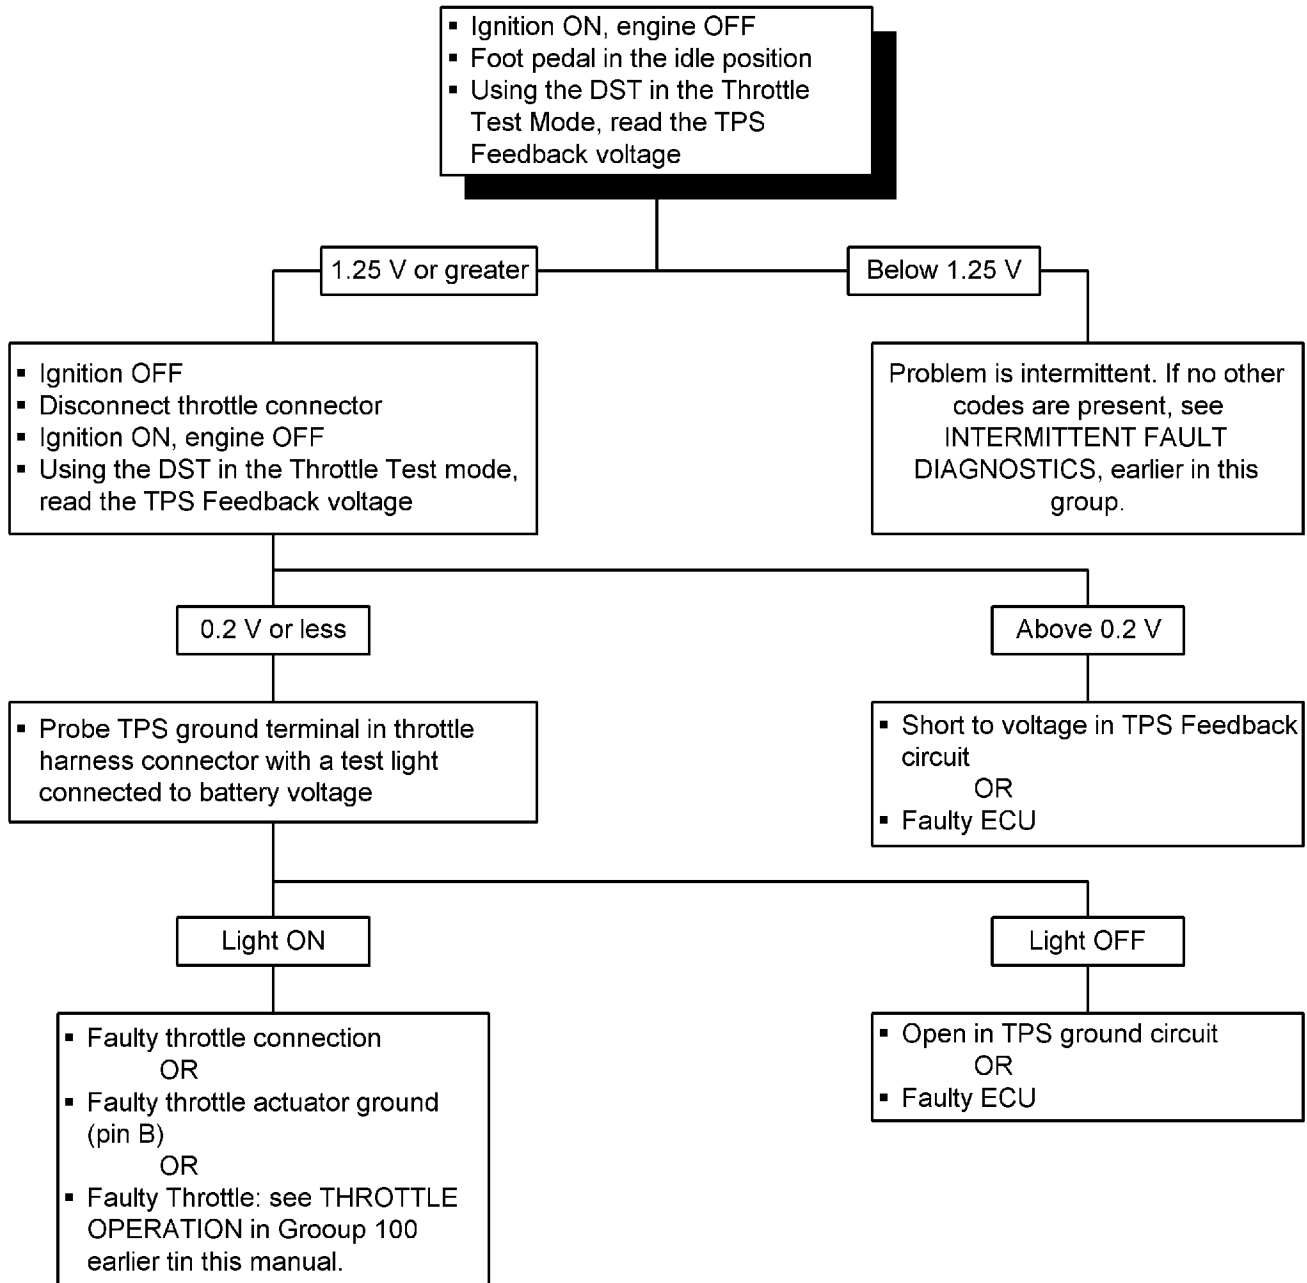 ▪ Ignition ON, engine OFF
▪ Foot pedal in the idle position
▪ Using the DST in the Throttle
Test Mode, read the TPS
Feedback voltage
1.25 V or greater
Below 1.25 V
▪ Ignition OFF
▪ Disconnect throttle connector
▪ Ignition ON, engine OFF
▪ Using the DST in the Throttle Test mode,
read the TPS Feedback voltage
Problem is intermittent. If no other
codes are present, see
INTERMITTENT FAULT
DIAGNOSTICS, earlier in this
group.
0.2 V or less
Above 0.2 V
▪ Probe TPS ground terminal in throttle
harness connector with a test light
connected to battery voltage
▪ Short to voltage in TPS Feedback
circuit
OR
▪ Faulty ECU
Light ON
Light OFF
▪ Faulty throttle connection
OR
▪ Faulty throttle actuator ground
(pin B)
OR
▪ Faulty Throttle: see THROTTLE
OPERATION in Grooup 100
earlier tin this manual.
▪ Open in TPS ground circuit
OR
▪ Faulty ECU